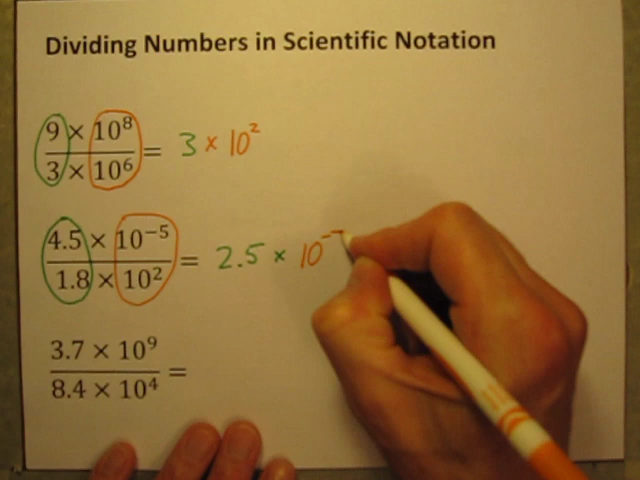 Dividing Numbers in Scientific Notation
9 × 10⁸ / 3 × 10⁶ = 3 × 10²
4.5 × 10⁻⁵ / 1.8 × 10² = 2.5 × 10⁻⁷
3.7 × 10⁹ / 8.4 × 10⁴ =